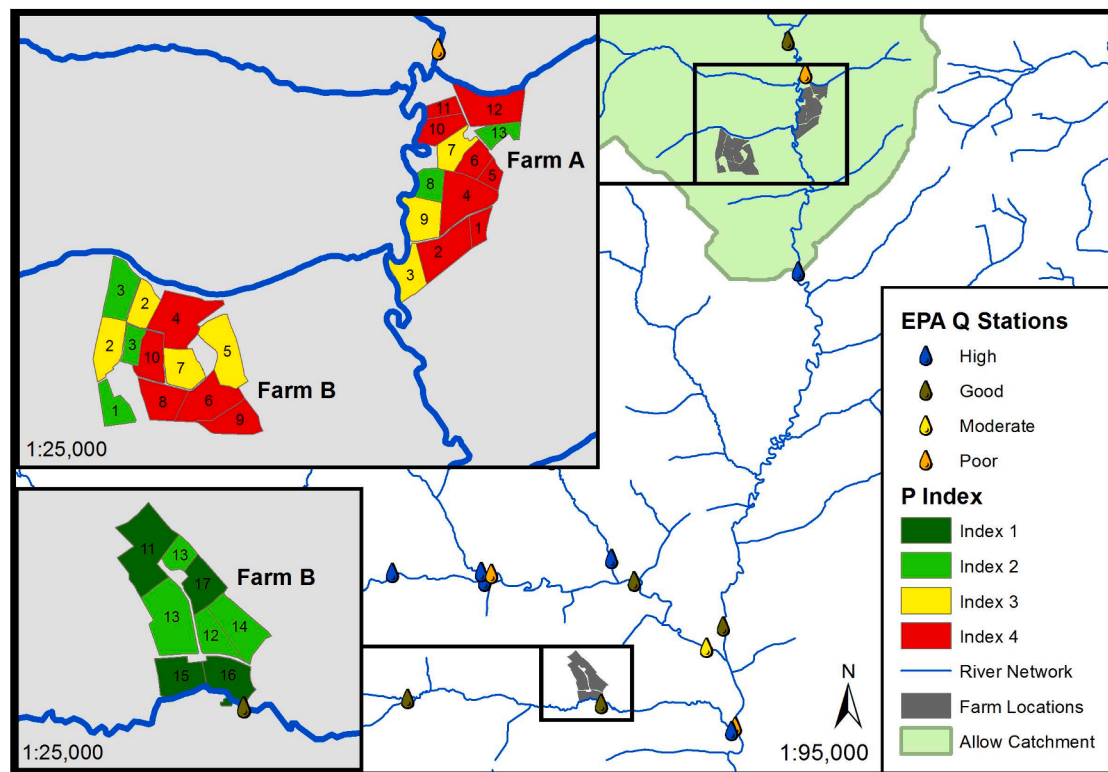 11
12
10
13
7
Farm A
6
5
8
4
9
1
2
3
3
2
4
2
3
10
7
5
Farm B
1
8
6
9
1:25,000
EPA Q Stations
High
Good
Moderate
Poor
P Index
Index 1
Index 2
Index 3
Index 4
River Network
Farm Locations
Allow Catchment
11
13
Farm B
17
13
12
14
15
16
1:25,000
N
1:95,000